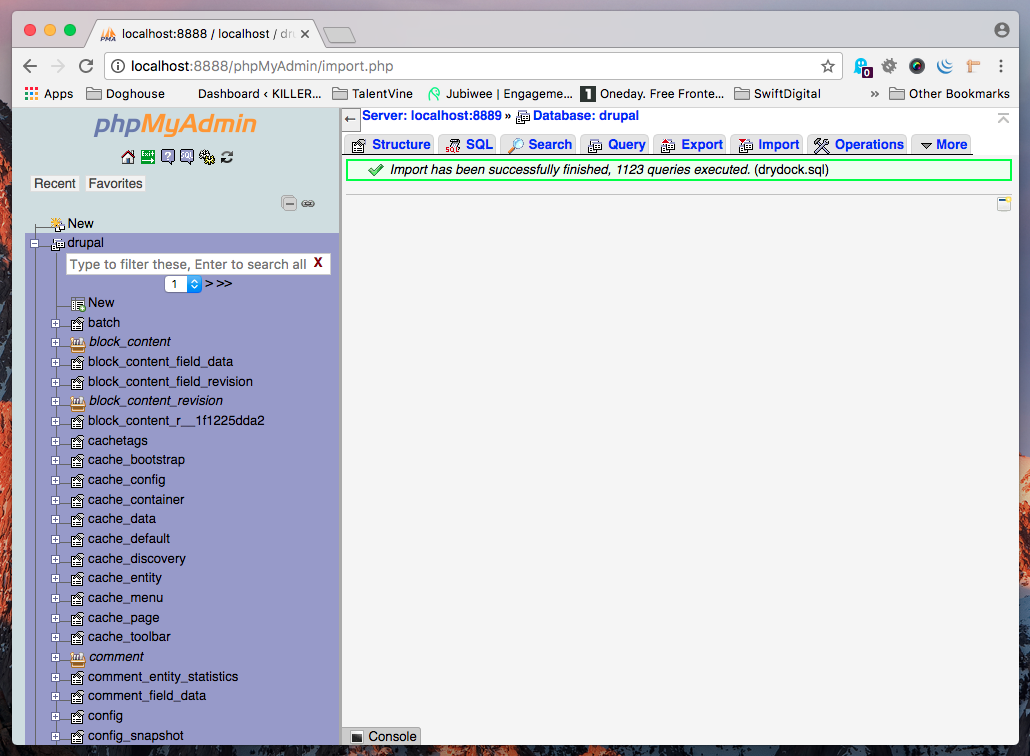 localhost:8888 / localhost / dru
localhost:8888/phpMyAdmin/import.php
0
Apps Doghouse Dashboard ‹ KILLER... TalentVine Jubiwee | Engageme... 1 Oneday. Free Fronte... SwiftDigital » Other Bookmarks
phpMyAdmin
Recent Favorites
New
drupal
Type to filter these, Enter to search all X
1 > >>
New
batch
block_content
block_content_field_data
block_content_field_revision
block_content_revision
block_content_r__1f1225dda2
cachetags
cache_bootstrap
cache_config
cache_container
cache_data
cache_default
cache_discovery
cache_entity
cache_menu
cache_page
cache_toolbar
comment
comment_entity_statistics
comment_field_data
config
config_snapshot
Server: localhost:8889 » Database: drupal
Structure SQL Search Query Export Import Operations More
Import has been successfully finished, 1123 queries executed. (drydock.sql)
Console